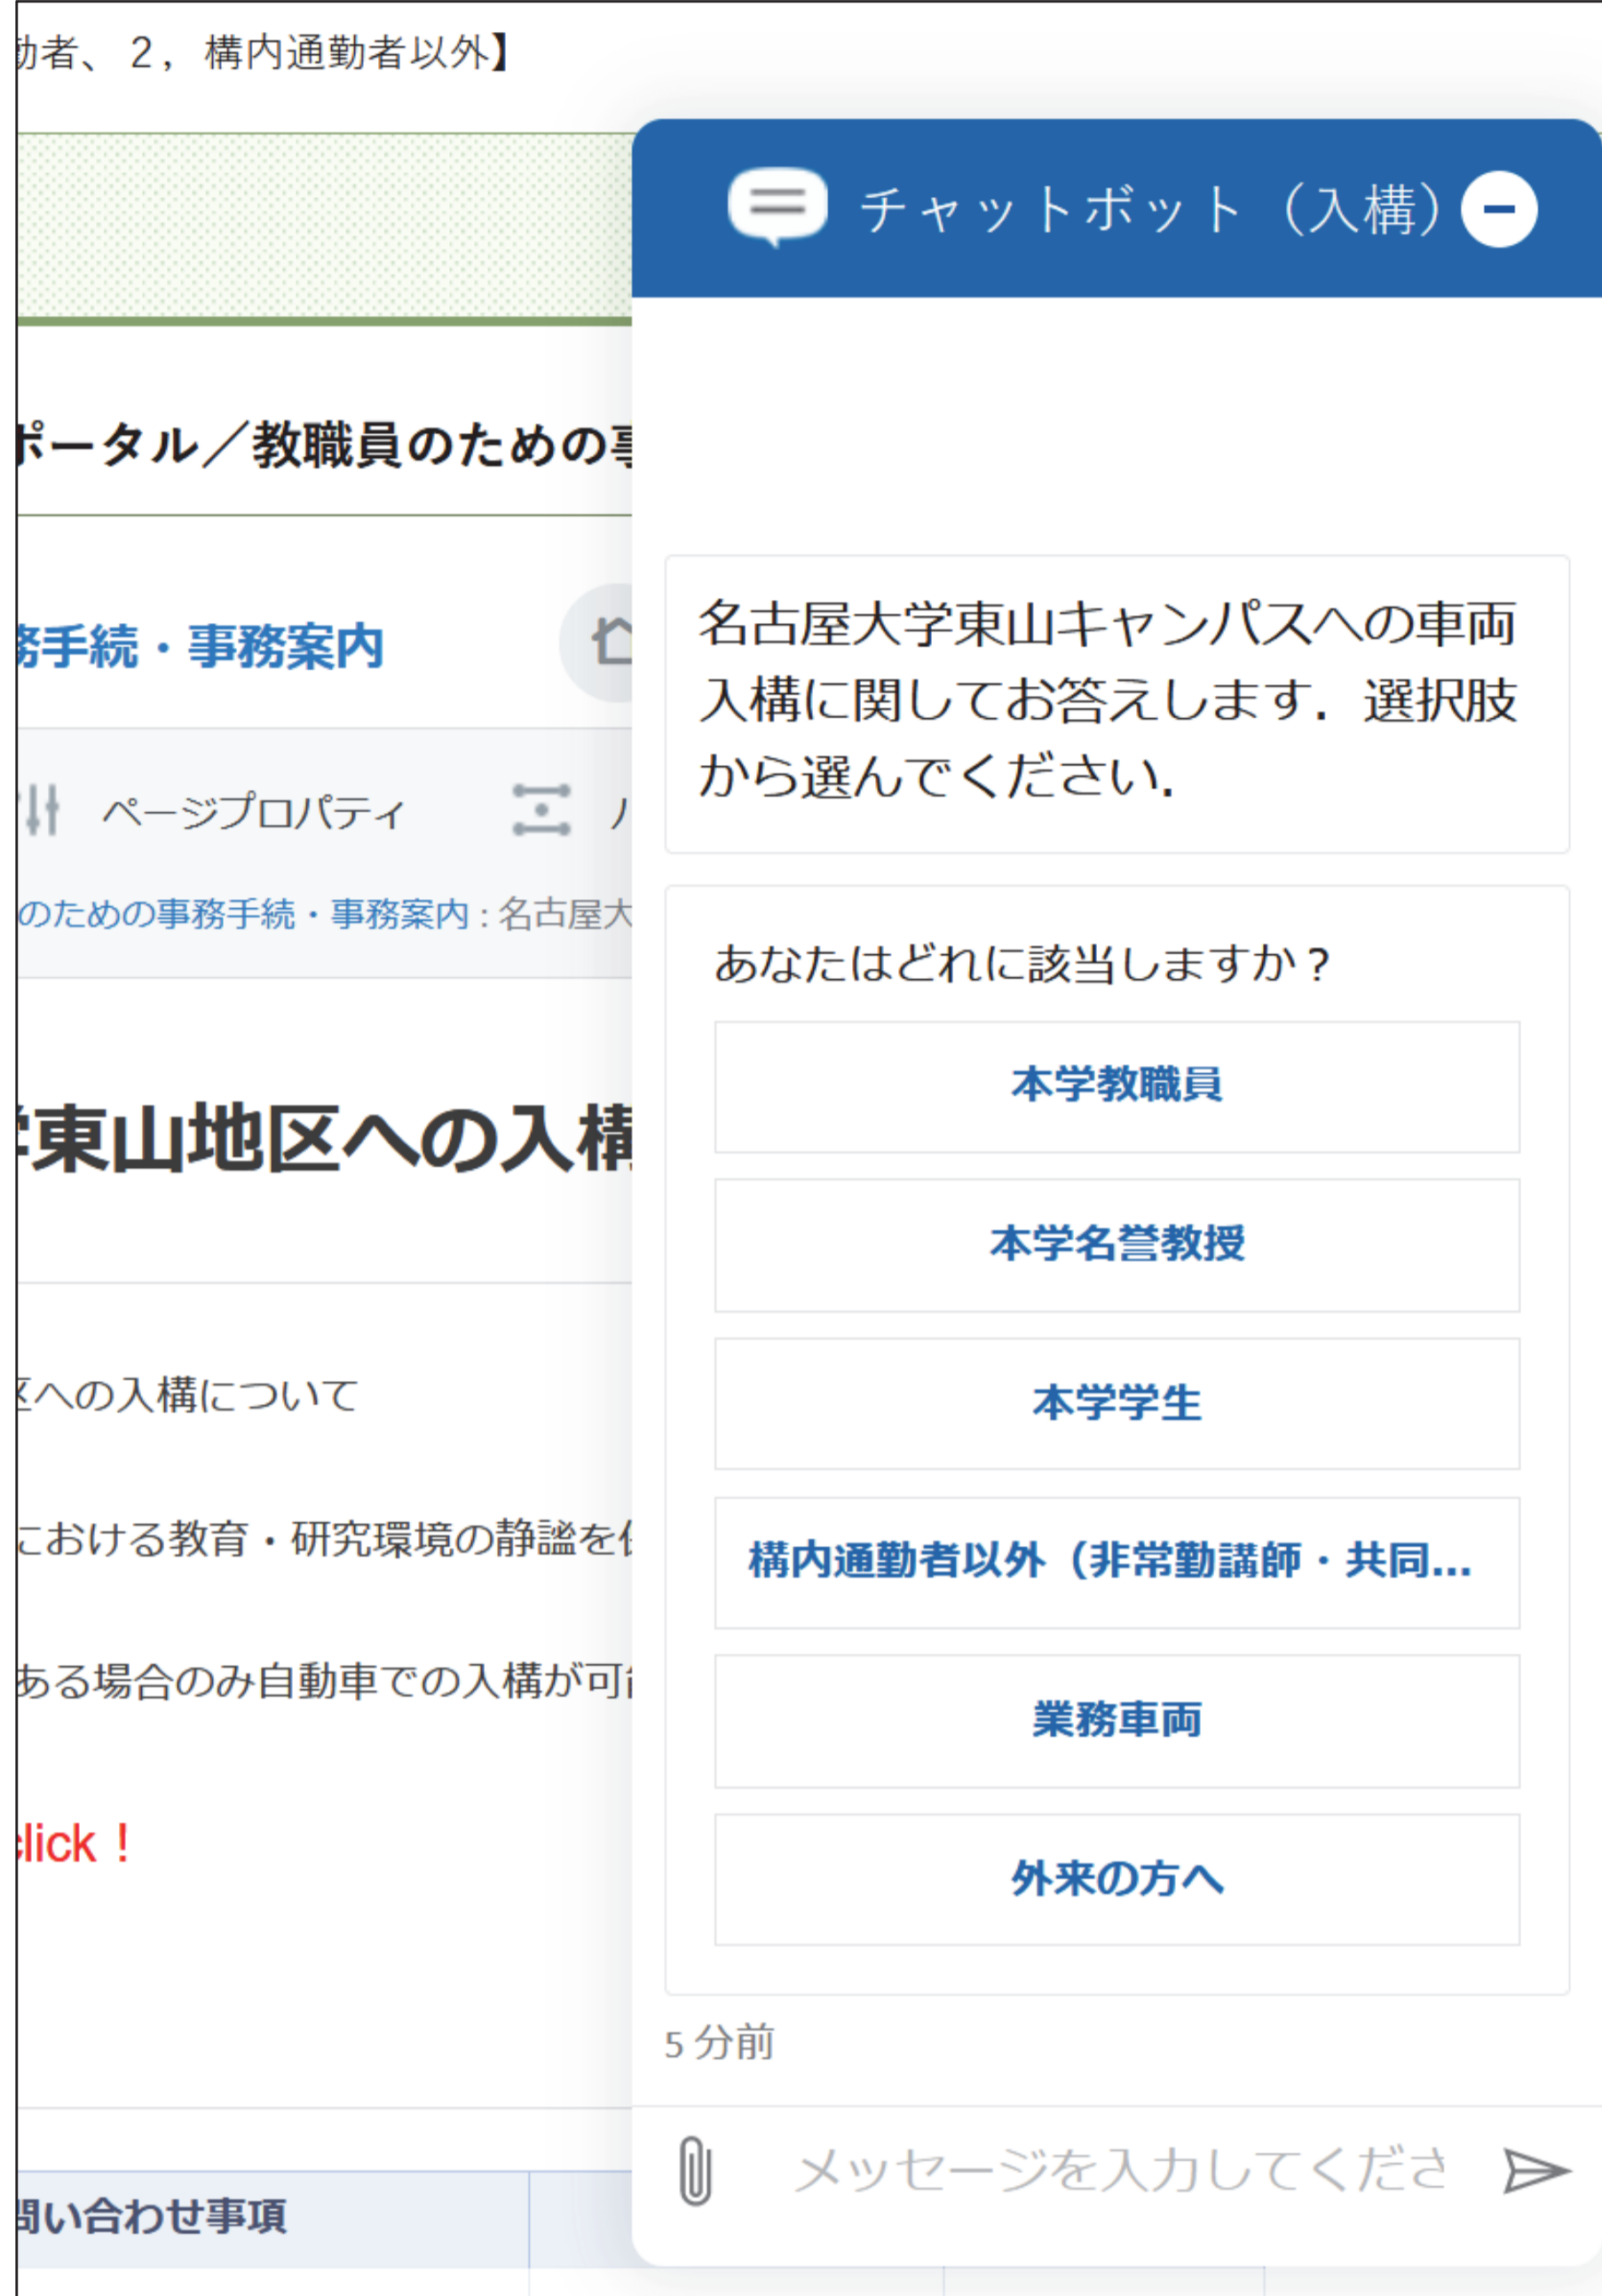 勤者、2，構内通勤者以外】
チャットボット（入構）
ポータル／教職員のための事
務手続・事務案内
ページプロパティ
のための事務手続・事務案内 : 名古屋大
東山地区への入構
区への入構について
における教育・研究環境の静謐を
ある場合のみ自動車での入構が可
click！
問い合わせ事項
名古屋大学東山キャンパスへの車両
入構に関してお答えします．選択肢
から選んでください．
あなたはどれに該当しますか？
本学教職員
本学名誉教授
本学学生
構内通勤者以外（非常勤講師・共同...
業務車両
外来の方へ
5 分前
メッセージを入力してくださ